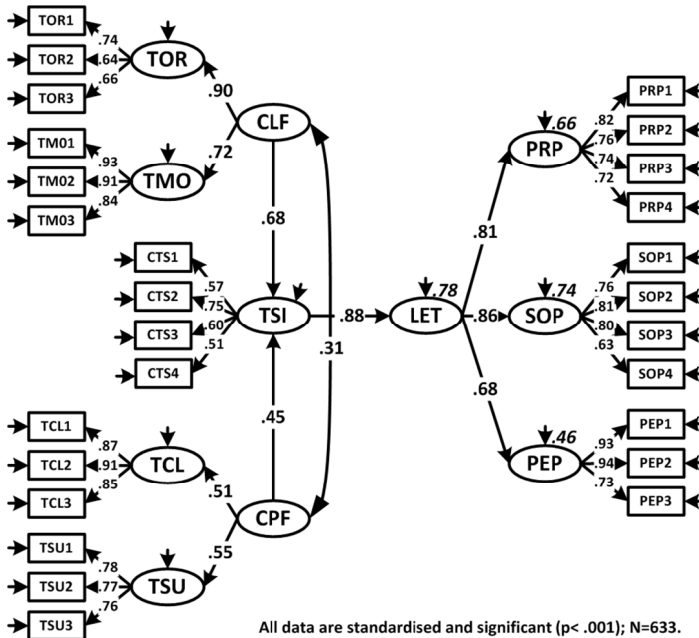 TOR1
.74
TOR2
.64
TOR
TOR3
.66
.90
CLF
TM01
.93
.72
TM02
.91
TMO
TM03
.84
.68
CTS1
.57
CTS2
.75
TSI
CTS3
.60
CTS4
.51
.88
.31
.45
TCL1
.87
TCL2
.91
TCL
TCL3
.85
.51
CPF
.55
TSU1
.78
TSU2
.77
TSU
TSU3
.76
LET
.78
.81
.86
.68
PRP
.66
PRP1
.82
PRP2
.76
PRP3
.74
PRP4
.72
SOP
.74
SOP1
.76
SOP2
.81
SOP3
.80
SOP4
.63
PEP
.46
PEP1
.93
PEP2
.94
PEP3
.73
All data are standardised and significant (p< .001); N=633.